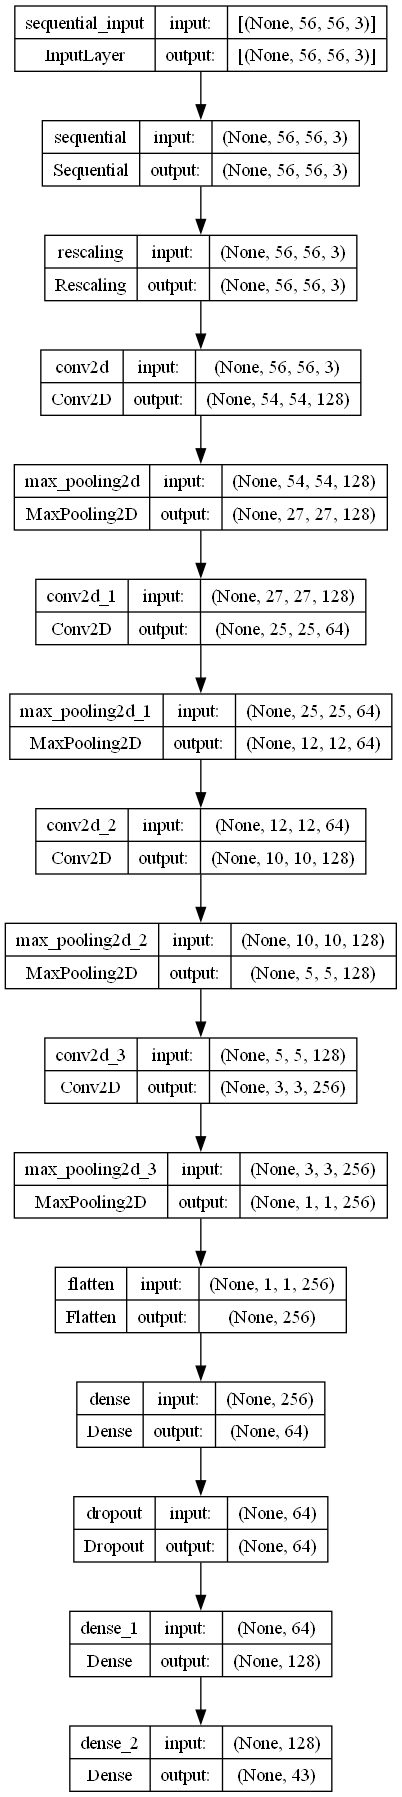 sequential_input input: [(None, 56, 56, 3)]
InputLayer output: [(None, 56, 56, 3)]
sequential input: (None, 56, 56, 3)
Sequential output: (None, 56, 56, 3)
rescaling input: (None, 56, 56, 3)
Rescaling output: (None, 56, 56, 3)
conv2d input: (None, 56, 56, 3)
Conv2D output: (None, 54, 54, 128)
max_pooling2d input: (None, 54, 54, 128)
MaxPooling2D output: (None, 27, 27, 128)
conv2d_1 input: (None, 27, 27, 128)
Conv2D output: (None, 25, 25, 64)
max_pooling2d_1 input: (None, 25, 25, 64)
MaxPooling2D output: (None, 12, 12, 64)
conv2d_2 input: (None, 12, 12, 64)
Conv2D output: (None, 10, 10, 128)
max_pooling2d_2 input: (None, 10, 10, 128)
MaxPooling2D output: (None, 5, 5, 128)
conv2d_3 input: (None, 5, 5, 128)
Conv2D output: (None, 3, 3, 256)
max_pooling2d_3 input: (None, 3, 3, 256)
MaxPooling2D output: (None, 1, 1, 256)
flatten input: (None, 1, 1, 256)
Flatten output: (None, 256)
dense input: (None, 256)
Dense output: (None, 64)
dropout input: (None, 64)
Dropout output: (None, 64)
dense_1 input: (None, 64)
Dense output: (None, 128)
dense_2 input: (None, 128)
Dense output: (None, 43)